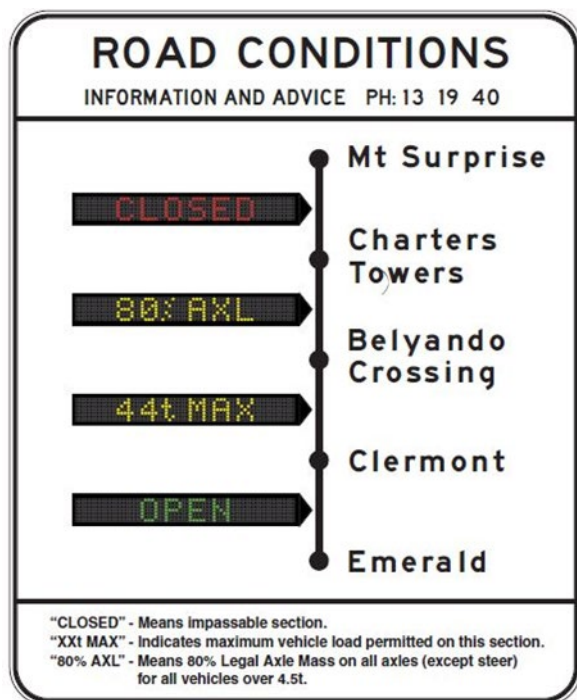 ROAD CONDITIONS
INFORMATION AND ADVICE PH: 13 19 40
Mt Surprise
CLOSED
Charters
Towers
80% AXL
Belyando
Crossing
44t MAX
Clermont
OPEN
Emerald
“CLOSED” - Means impassable section.
“XXt MAX” - Indicates maximum vehicle load permitted on this section.
“80% AXL” - Means 80% Legal Axle Mass on all axles (except steer)
for all vehicles over 4.5t.